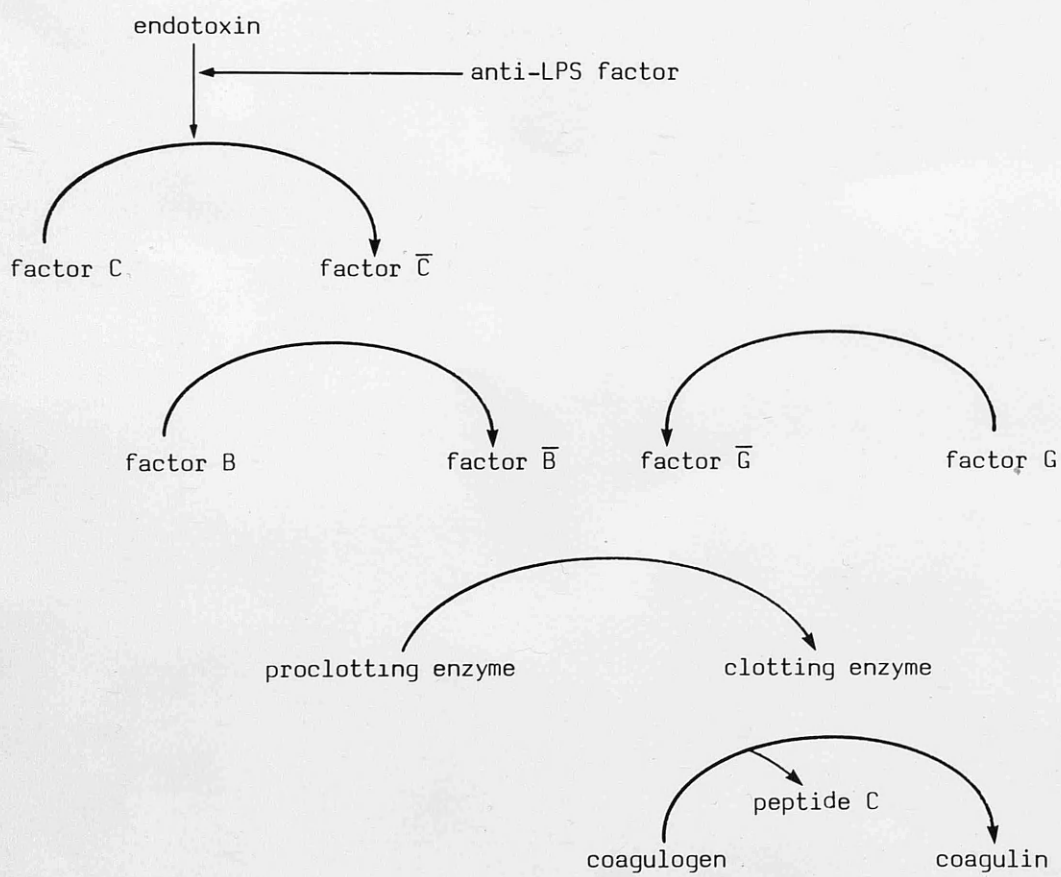 endotoxin
anti-LPS factor
factor C
factor C̅
factor B
factor B̅
factor G̅
factor G
proclotting enzyme
clotting enzyme
peptide C
coagulogen
coagulin